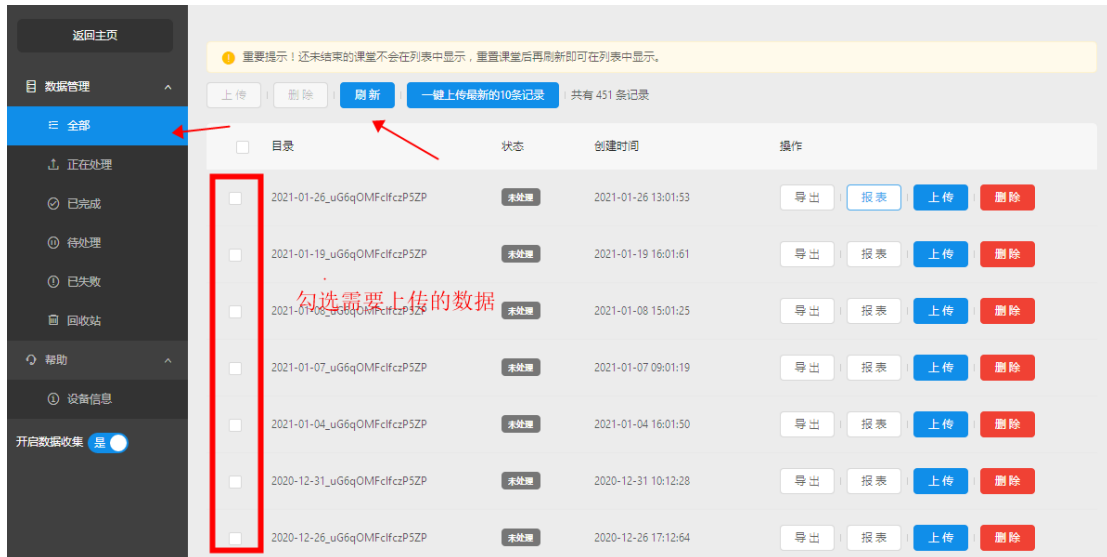 返回主页
数据管理
全部
正在处理
已完成
待处理
已失败
回收站
帮助
设备信息
开启数据收集 是
重要提示！还未结束的课堂不会在列表中显示，重置课堂后再刷新即可在列表中显示。
上传 删除 刷新 一键上传最新的10条记录 共有 451 条记录
目录 状态 创建时间 操作
2021-01-26_uG6qOMFcIfczP5ZP 未处理 2021-01-26 13:01:53 导出 报表 上传 删除
2021-01-19_uG6qOMFcIfczP5ZP 未处理 2021-01-19 16:01:61 导出 报表 上传 删除
勾选需要上传的数据
2021-01-08_uG6qOMFcIfczP5ZP 未处理 2021-01-08 15:01:25 导出 报表 上传 删除
2021-01-07_uG6qOMFcIfczP5ZP 未处理 2021-01-07 09:01:19 导出 报表 上传 删除
2021-01-04_uG6qOMFcIfczP5ZP 未处理 2021-01-04 16:01:50 导出 报表 上传 删除
2020-12-31_uG6qOMFcIfczP5ZP 未处理 2020-12-31 10:12:28 导出 报表 上传 删除
2020-12-26_uG6qOMFcIfczP5ZP 未处理 2020-12-26 17:12:64 导出 报表 上传 删除